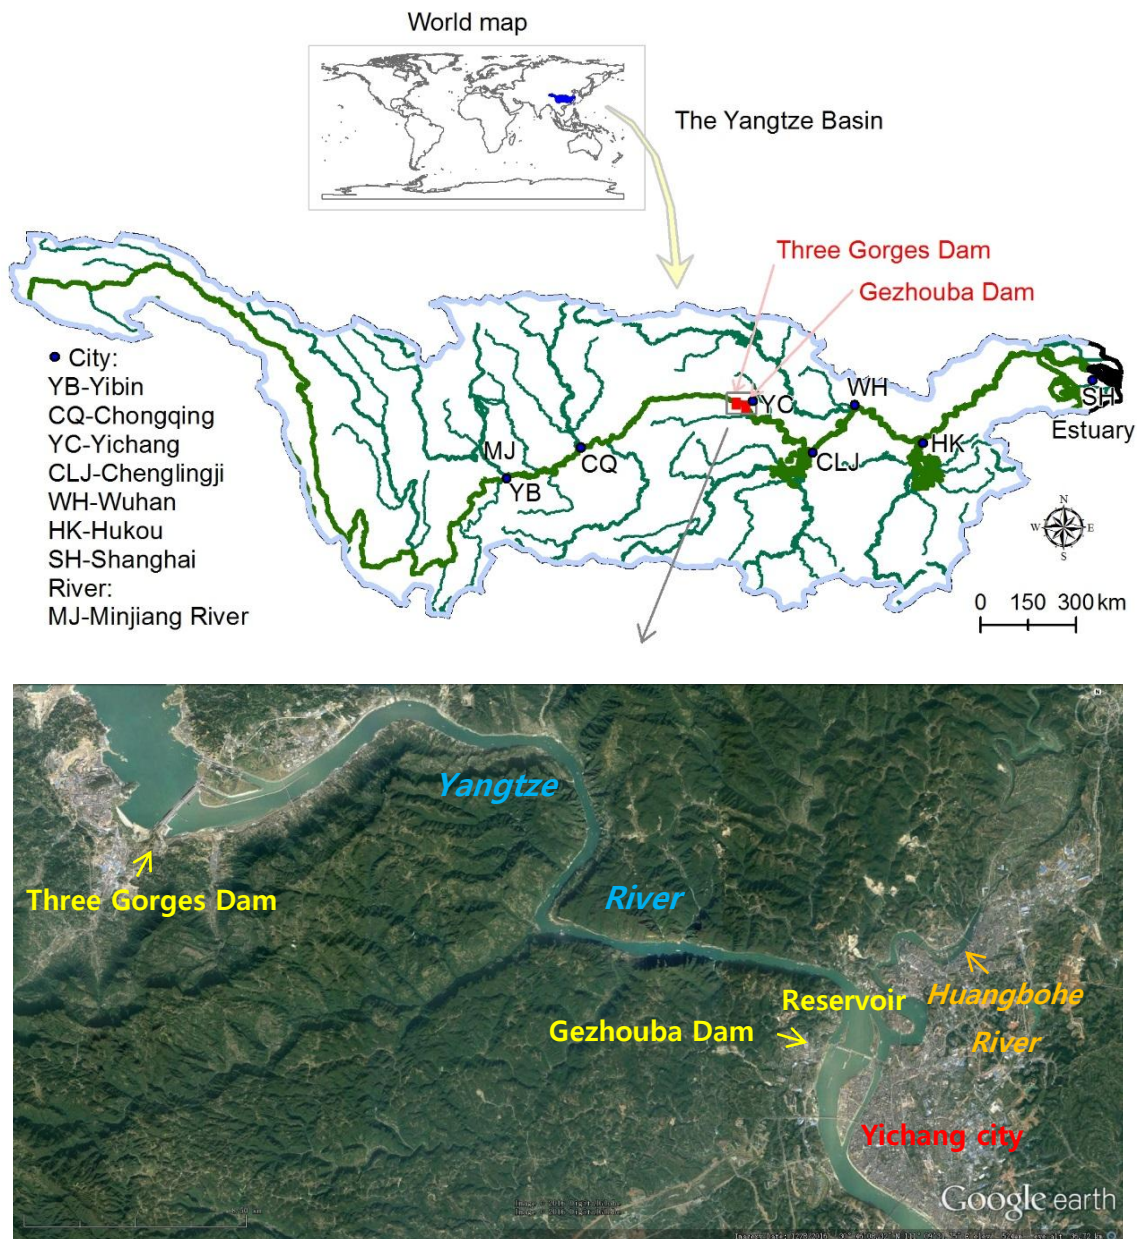 World map
The Yangtze Basin
Three Gorges Dam
Gezhouba Dam
City:
YB-Yibin
CQ-Chongqing
YC-Yichang
CLJ-Chenglingji
WH-Wuhan
HK-Hukou
SH-Shanghai
River:
MJ-Minjiang River
MJ
YB
CQ
YC
WH
CLJ
HK
SH
Estuary
N
W E
S
0 150 300 km
Yangtze
River
Three Gorges Dam
Reservoir
Gezhouba Dam
Huangbohe
River
Yichang city
Google earth